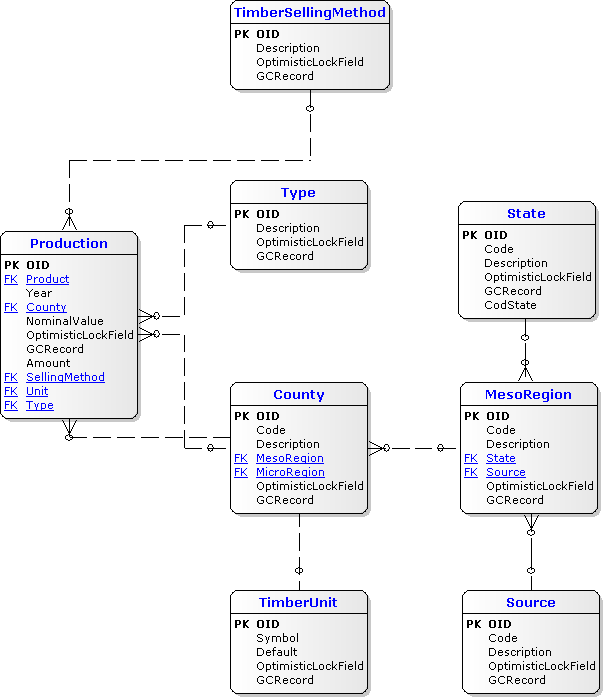 TimberSellingMethod
PK OID
Description
OptimisticLockField
GCRecord
Type
PK OID
Description
OptimisticLockField
GCRecord
State
PK OID
Code
Description
OptimisticLockField
GCRecord
CodState
Production
PK OID
FK Product
Year
FK County
NominalValue
OptimisticLockField
GCRecord
Amount
FK SellingMethod
FK Unit
FK Type
County
PK OID
Code
Description
FK MesoRegion
FK MicroRegion
OptimisticLockField
GCRecord
MesoRegion
PK OID
Code
Description
FK State
FK Source
OptimisticLockField
GCRecord
TimberUnit
PK OID
Symbol
Default
OptimisticLockField
GCRecord
Source
PK OID
Code
Description
OptimisticLockField
GCRecord